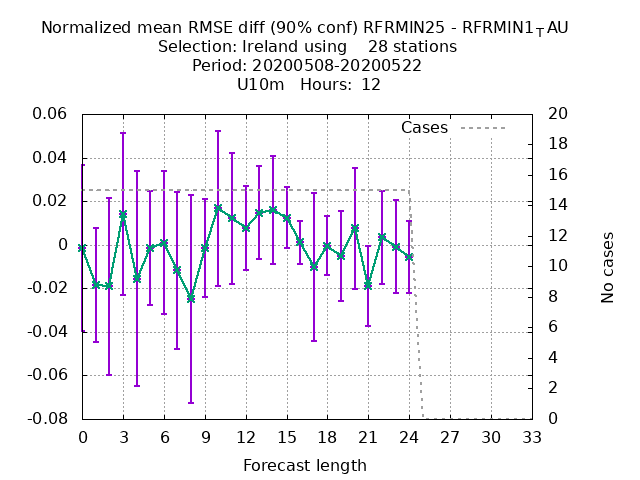 Normalized mean RMSE diff (90% conf) RFRMIN25 - RFRMIN1_TAU
Selection: Ireland using    28 stations
Period: 20200508-20200522
U10m   Hours:  12
Cases
0.06
0.04
0.02
0
-0.02
-0.04
-0.06
-0.08
20
18
16
14
12
10
8
6
4
2
0
No cases
0 3 6 9 12 15 18 21 24 27 30 33
Forecast length